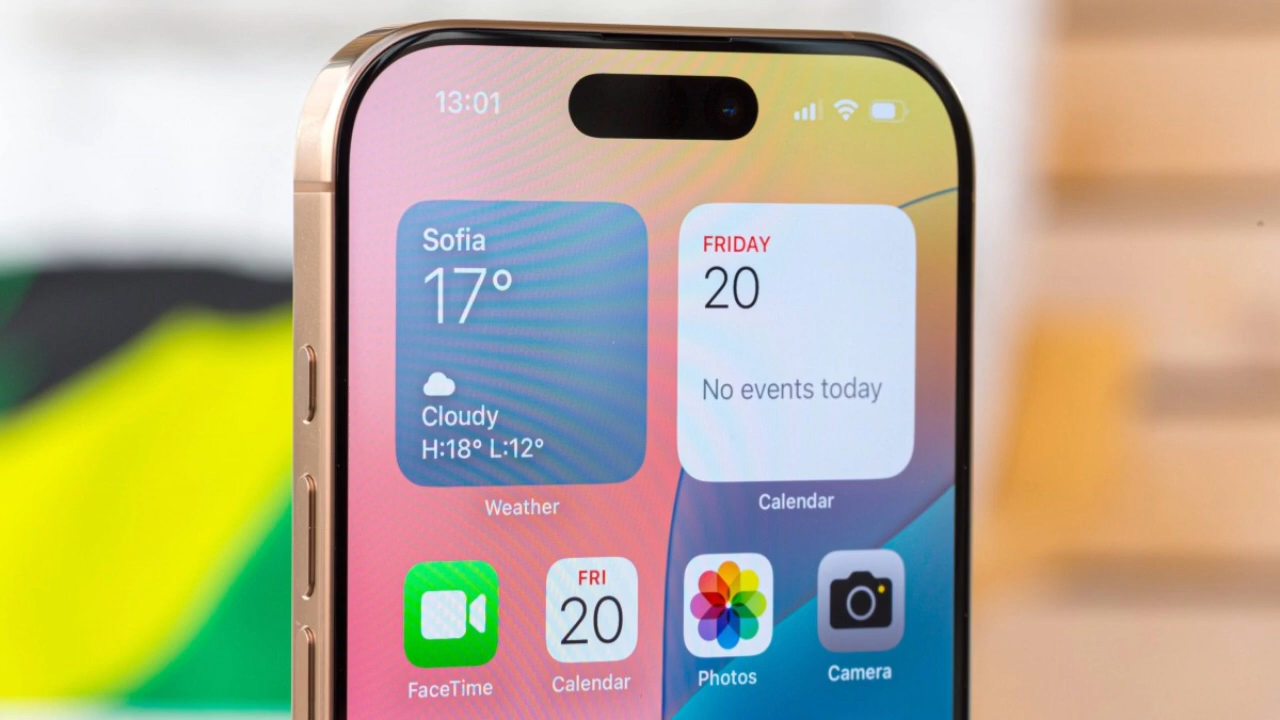 13:01
Sofia
17°
Cloudy
H:18° L:12°
Weather
FRIDAY
20
No events today
Calendar
FaceTime
FRI
20
Calendar
Photos
Camera